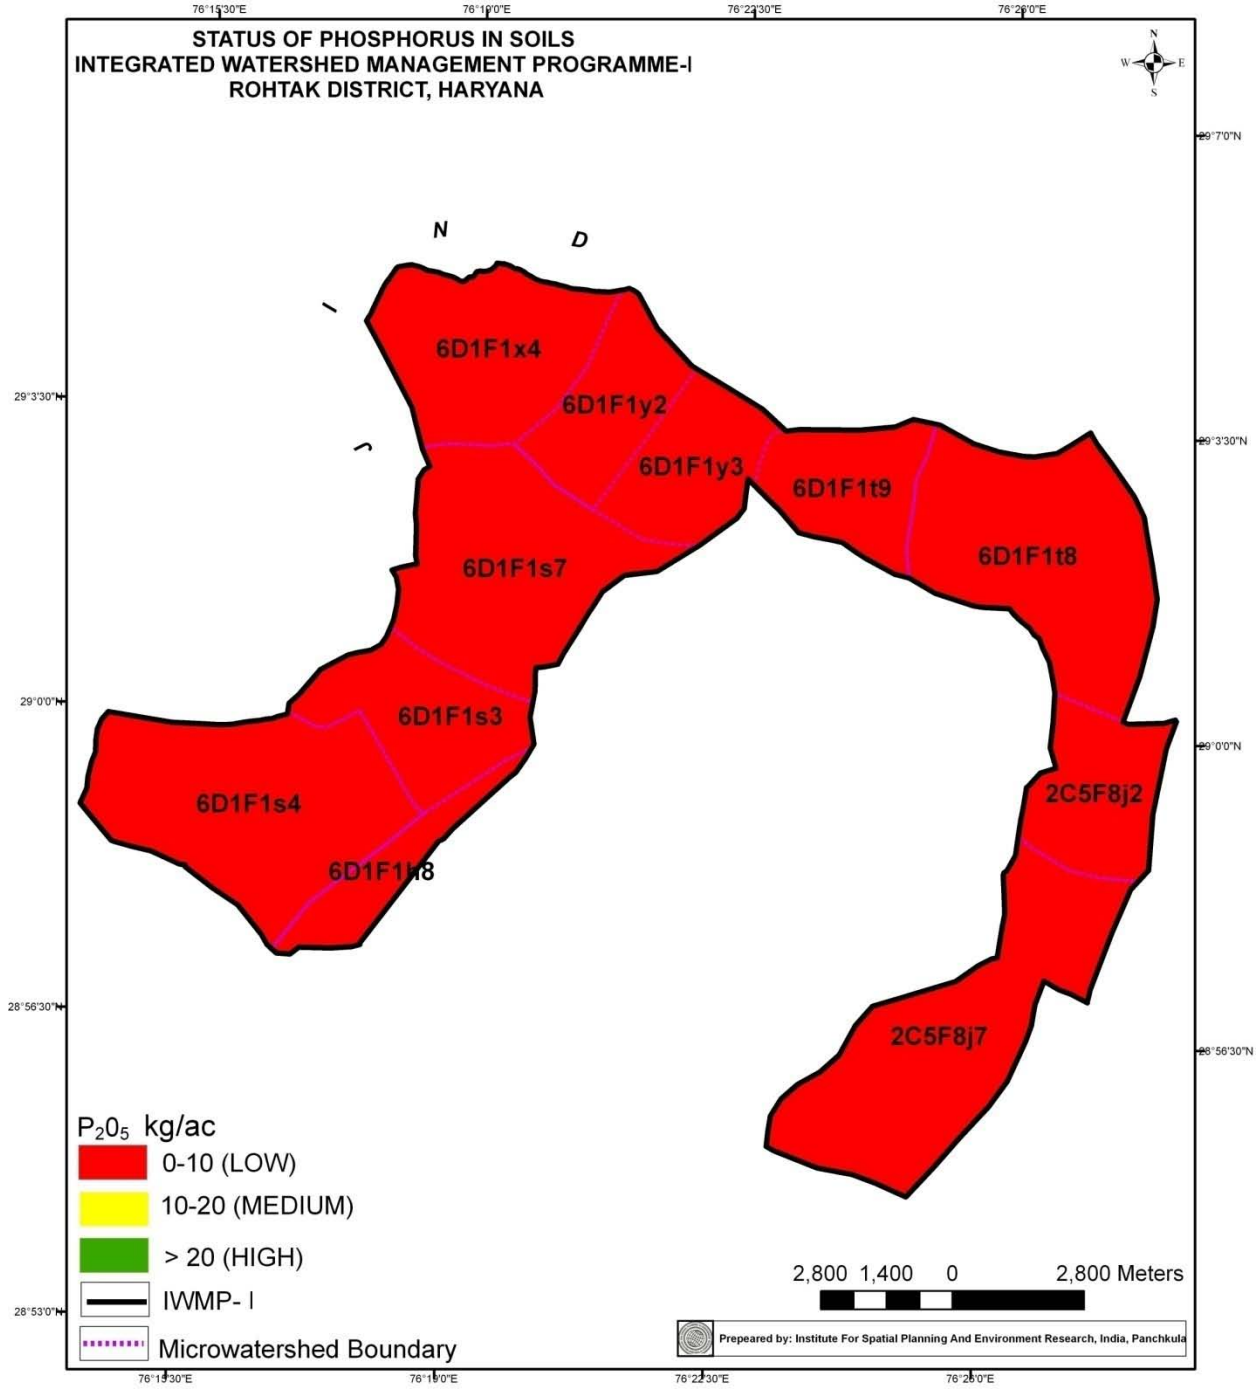 76°15'30"E 76°19'0"E 76°22'30"E 76°26'0"E
STATUS OF PHOSPHORUS IN SOILS
INTEGRATED WATERSHED MANAGEMENT PROGRAMME-I
ROHTAK DISTRICT, HARYANA
N
W E
S
29°7'0"N
J I N D
6D1F1x4
29°3'30"N
6D1F1y2
29°3'30"N
6D1F1y3
6D1F1t9
6D1F1t8
6D1F1s7
29°0'0"N
6D1F1s3
29°0'0"N
2C5F8j2
6D1F1s4
6D1F1h8
28°56'30"N
2C5F8j7
28°56'30"N
P₂0₅ kg/ac
0-10 (LOW)
10-20 (MEDIUM)
> 20 (HIGH)
IWMP- I
Microwatershed Boundary
28°53'0"N
2,800 1,400 0 2,800 Meters
Prepeared by: Institute For Spatial Planning And Environment Research, India, Panchkula
76°15'30"E 76°19'0"E 76°22'30"E 76°26'0"E